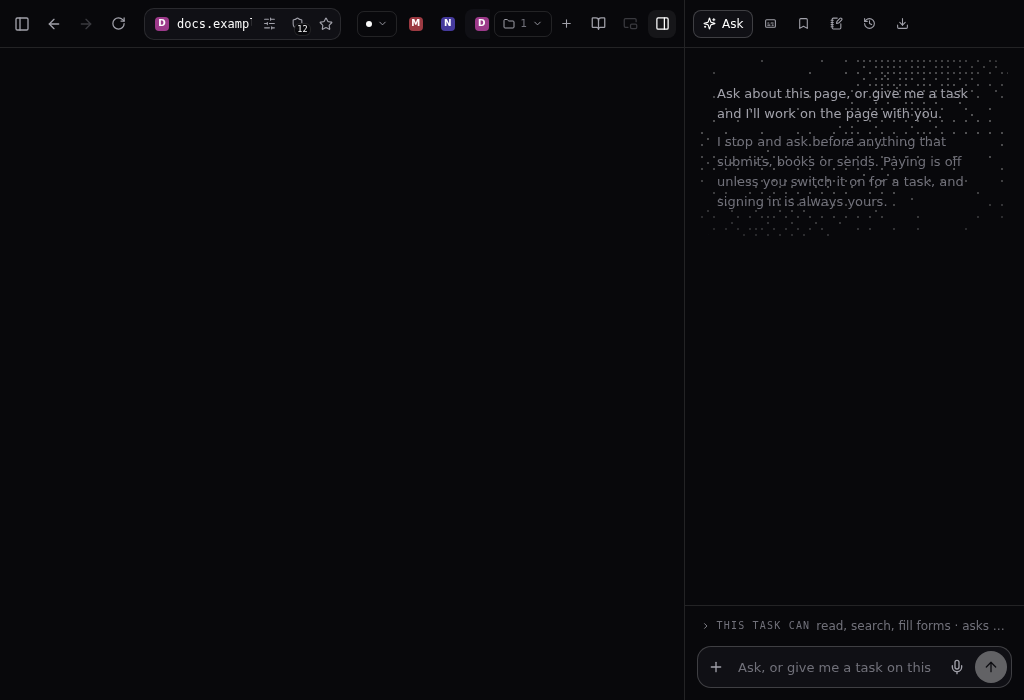 D docs.examp
12
M
N
D
1
Ask
Ask about this page, or give me a task
and I'll work on the page with you.
I stop and ask before anything that
submits, books or sends. Paying is off
unless you switch it on for a task, and
signing in is always yours.
THIS TASK CAN read, search, fill forms · asks …
Ask, or give me a task on this